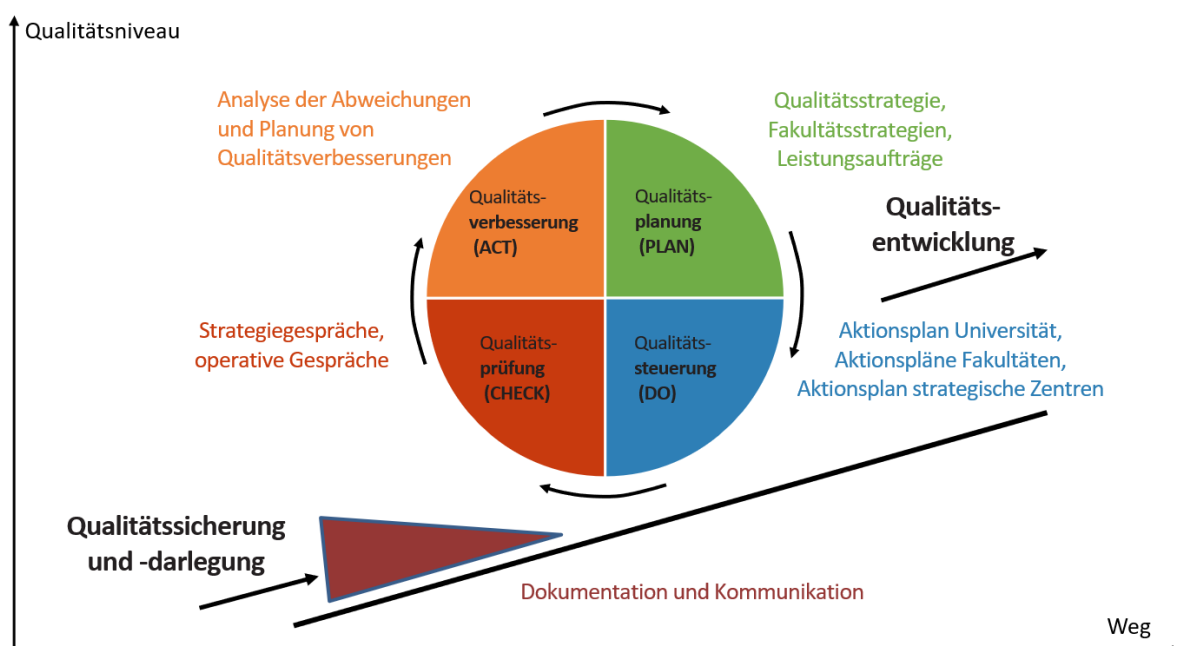 Qualitätsniveau
Analyse der Abweichungen
und Planung von
Qualitätsverbesserungen
Qualitätsstrategie,
Fakultätsstrategien,
Leistungsaufträge
Qualitäts-
verbesserung
(ACT)
Qualitäts-
planung
(PLAN)
Qualitäts-
entwicklung
Strategiegespräche,
operative Gespräche
Qualitäts-
prüfung
(CHECK)
Qualitäts-
steuerung
(DO)
Aktionsplan Universität,
Aktionspläne Fakultäten,
Aktionsplan strategische Zentren
Qualitätssicherung
und -darlegung
Dokumentation und Kommunikation
Weg